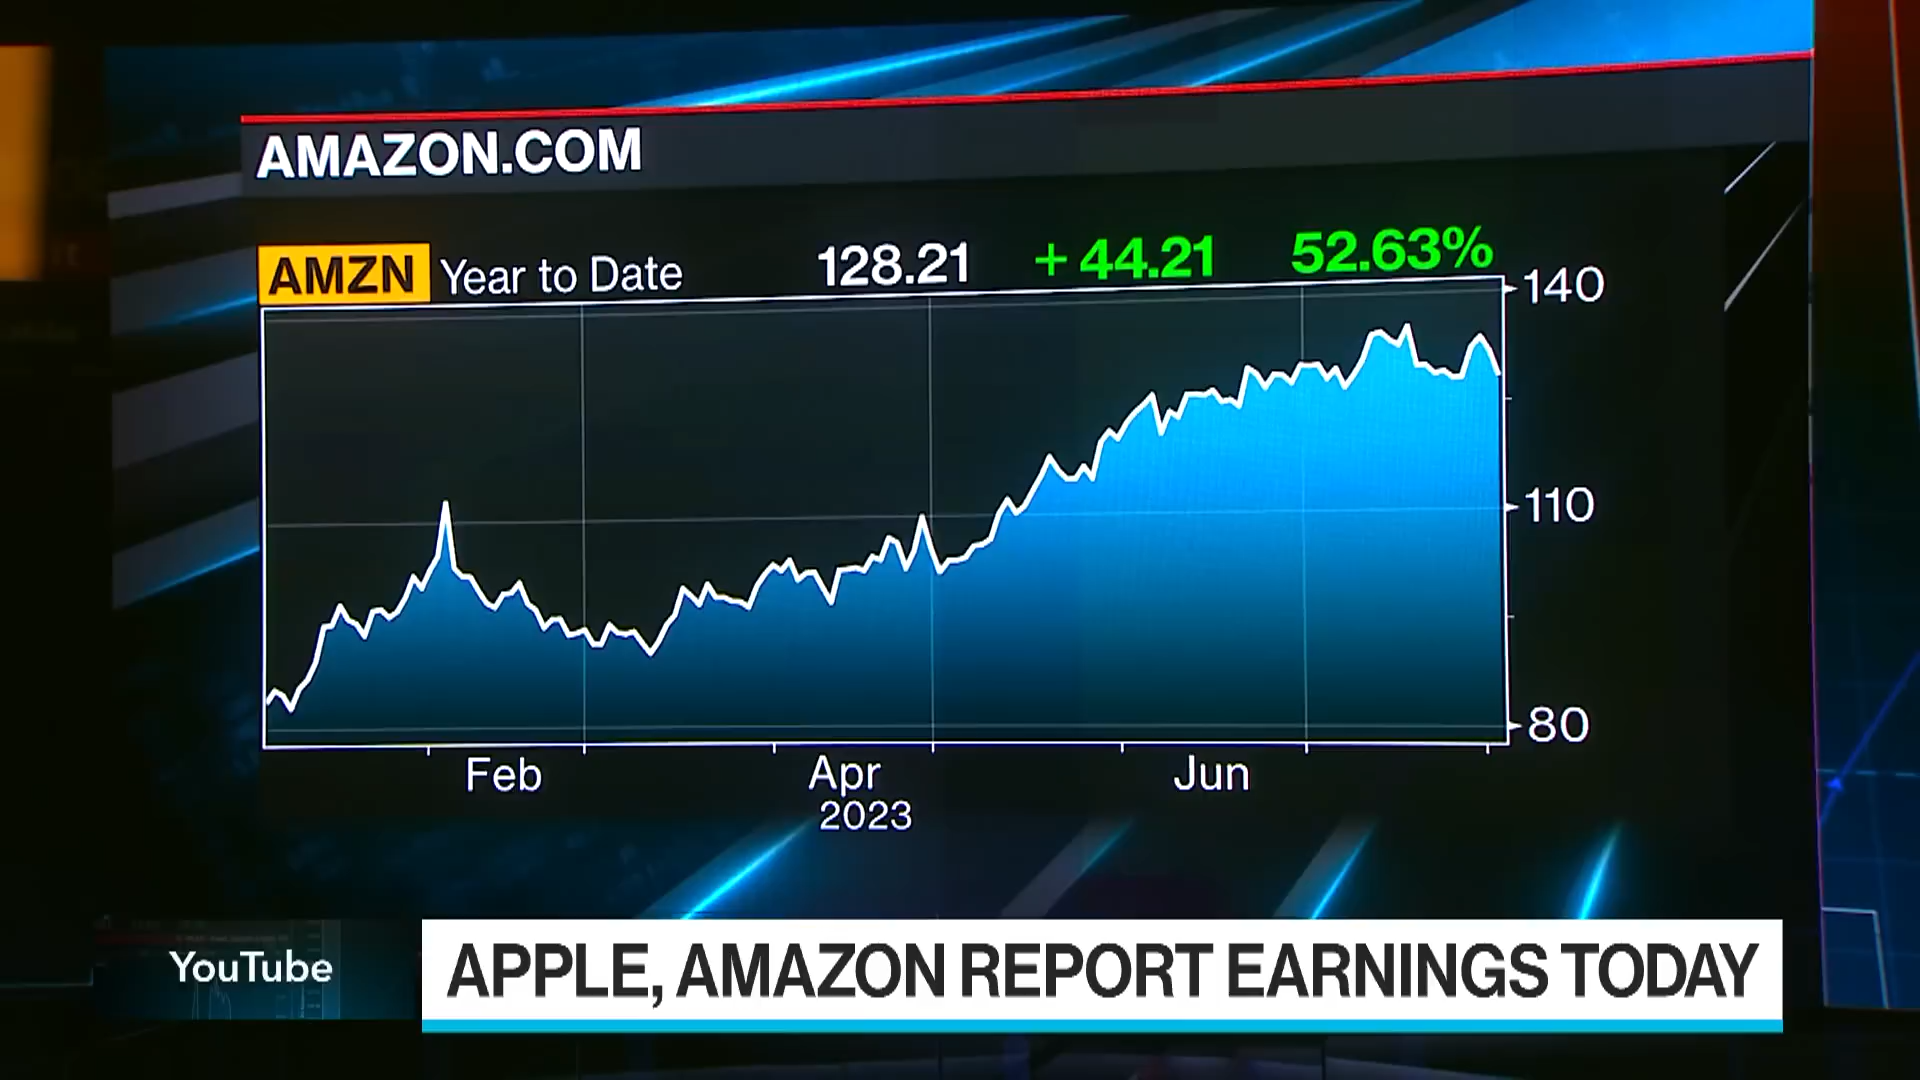 AMAZON.COM
AMZN Year to Date 128.21 +44.21 52.63%
140
110
80
Feb Apr Jun
2023
YouTube
APPLE, AMAZON REPORT EARNINGS TODAY